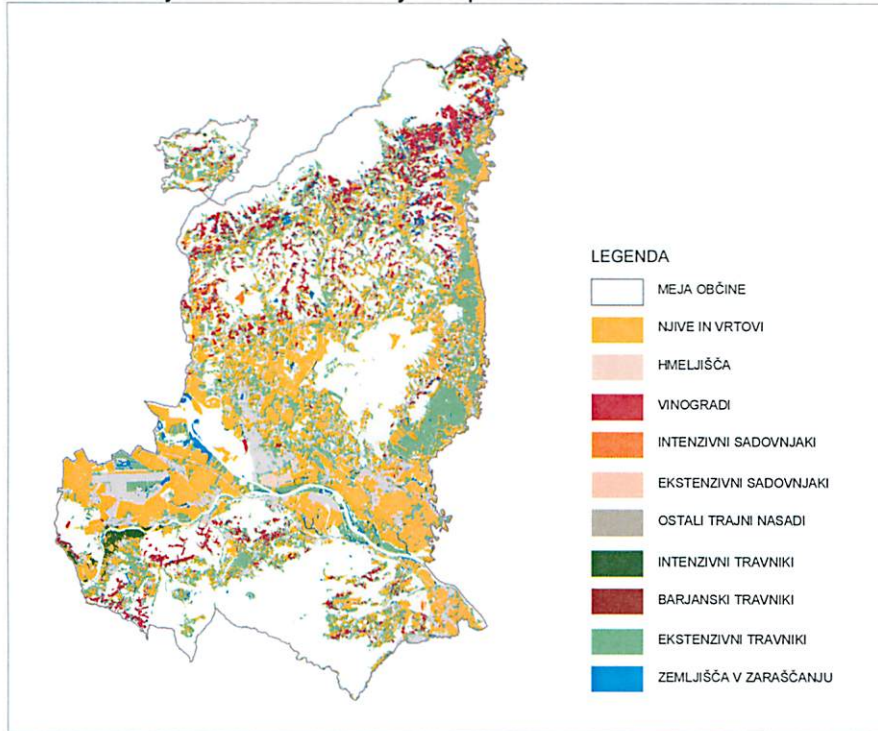 LEGENDA
MEJA OBČINE
NJIVE IN VRTOVI
HMELJIŠČA
VINOGRADI
INTENZIVNI SADOVNJAKI
EKSTENZIVNI SADOVNJAKI
OSTALI TRAJNI NASADI
INTENZIVNI TRAVNIKI
BARJANSKI TRAVNIKI
EKSTENZIVNI TRAVNIKI
ZEMLJIŠČA V ZARAŠČANJU